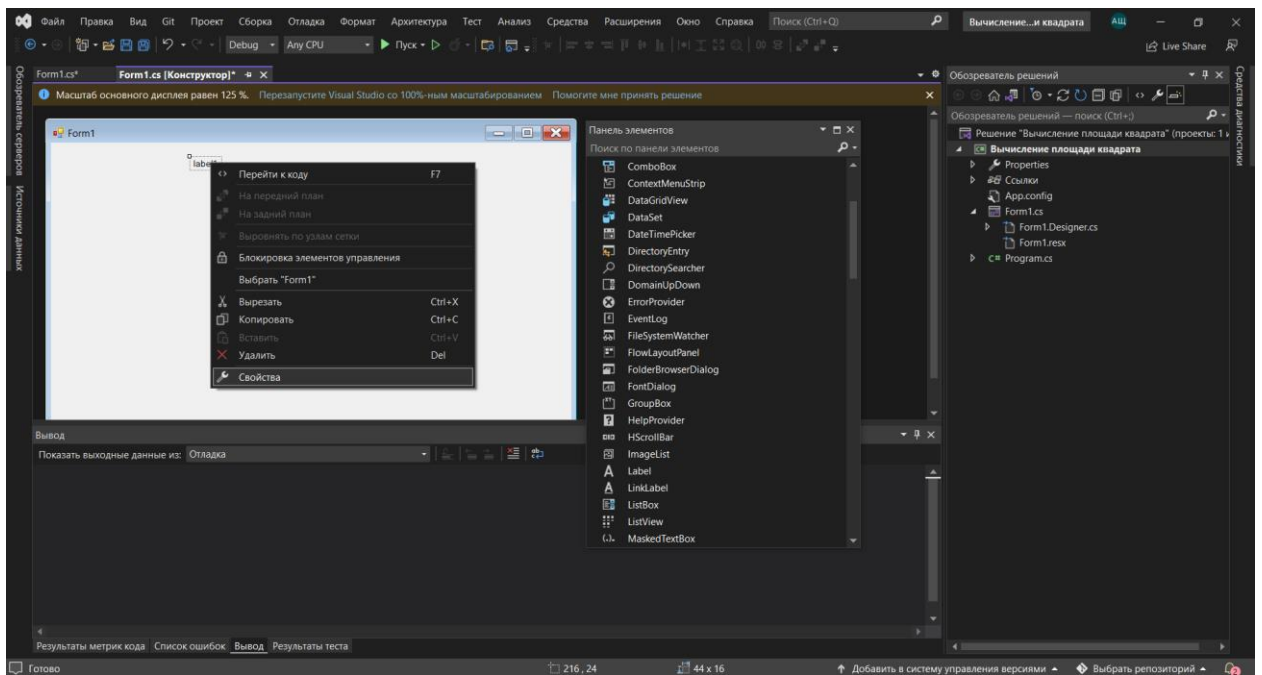 Файл Правка Вид Git Проект Сборка Отладка Формат Архитектура Тест Анализ Средства Расширения Окно Справка Поиск (Ctrl+Q) Вычисление...и квадрата АЩ
Debug Any CPU Пуск Live Share
Form1.cs* Form1.cs [Конструктор]*
Масштаб основного дисплея равен 125 %. Перезапустите Visual Studio со 100%-ным масштабированием Помогите мне принять решение
Обозреватель серверов
Источники данных
Form1
Перейти к коду F7
На передний план
На задний план
Выровнять по узлам сетки
Блокировка элементов управления
Выбрать "Form1"
Вырезать Ctrl+X
Копировать Ctrl+C
Вставить Ctrl+V
Удалить Del
Свойства
Панель элементов
Поиск по панели элементов
ComboBox
ContextMenuStrip
DataGridView
DataSet
DateTimePicker
DirectoryEntry
DirectorySearcher
DomainUpDown
ErrorProvider
EventLog
FileSystemWatcher
FlowLayoutPanel
FolderBrowserDialog
FontDialog
GroupBox
HelpProvider
HScrollBar
ImageList
Label
LinkLabel
ListBox
ListView
MaskedTextBox
Обозреватель решений
Обозреватель решений — поиск (Ctrl+;)
Решение "Вычисление площади квадрата" (проекты: 1
Вычисление площади квадрата
Properties
Ссылки
App.config
Form1.cs
Form1.Designer.cs
Form1.resx
C# Program.cs
Средства диагностики
Вывод
Показать выходные данные из: Отладка
Результаты метрик кода Список ошибок Вывод Результаты теста
Готово 216 , 24 44 x 16 Добавить в систему управления версиями Выбрать репозиторий 2